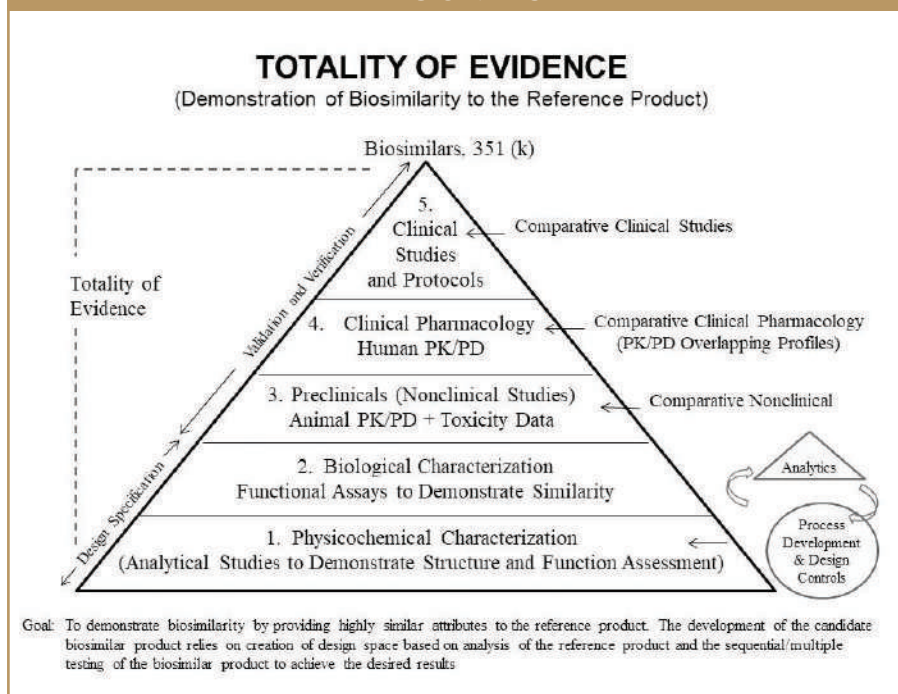 TOTALITY OF EVIDENCE
(Demonstration of Biosimilarity to the Reference Product)
Biosimilars, 351 (k)
5.
Clinical
Studies
and Protocols
Comparative Clinical Studies
Validation and Verification
Totality of
Evidence
4. Clinical Pharmacology
Human PK/PD
Comparative Clinical Pharmacology
(PK/PD Overlapping Profiles)
3. Preclinicals (Nonclinical Studies)
Animal PK/PD + Toxicity Data
Comparative Nonclinical
Design Specification
2. Biological Characterization
Functional Assays to Demonstrate Similarity
Analytics
1. Physicochemical Characterization
(Analytical Studies to Demonstrate Structure and Function Assessment)
Process
Development
& Design
Controls
Goal: To demonstrate biosimilarity by providing highly similar attributes to the reference product. The development of the candidate
biosimilar product relies on creation of design space based on analysis of the reference product and the sequential/multiple
testing of the biosimilar product to achieve the desired results